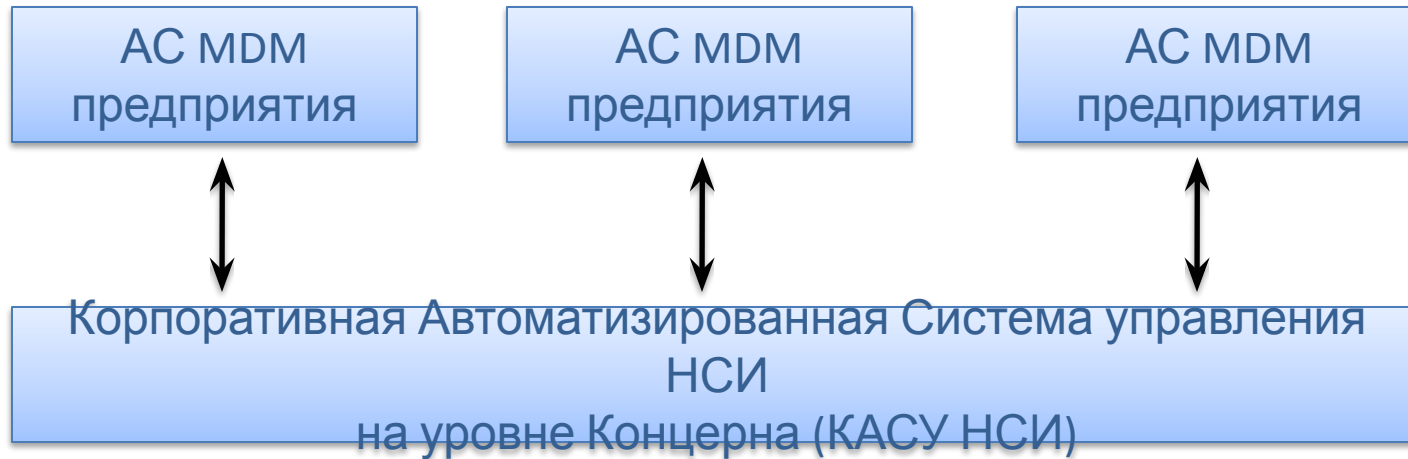 АС MDM
предприятия
АС MDM
предприятия
АС MDM
предприятия
Корпоративная Автоматизированная Система управления
НСИ
на уровне Концерна (КАСУ НСИ)